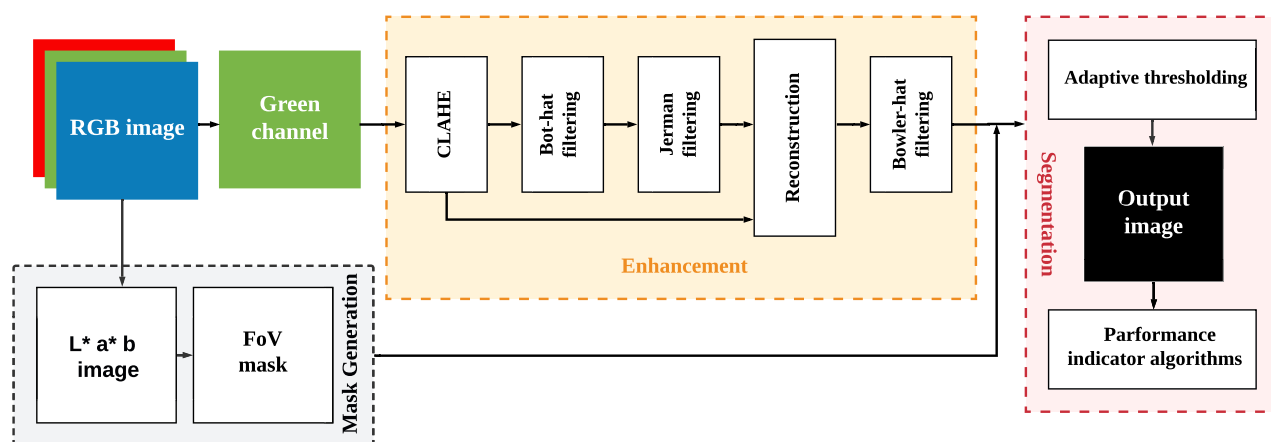 RGB image
Green
channel
CLAHE
Bot-hat
filtering
Jerman
filtering
Reconstruction
Bowler-hat
filtering
Enhancement
L* a* b
image
FoV
mask
Mask Generation
Adaptive thresholding
Output
image
Parformance
indicator algorithms
Segmentation